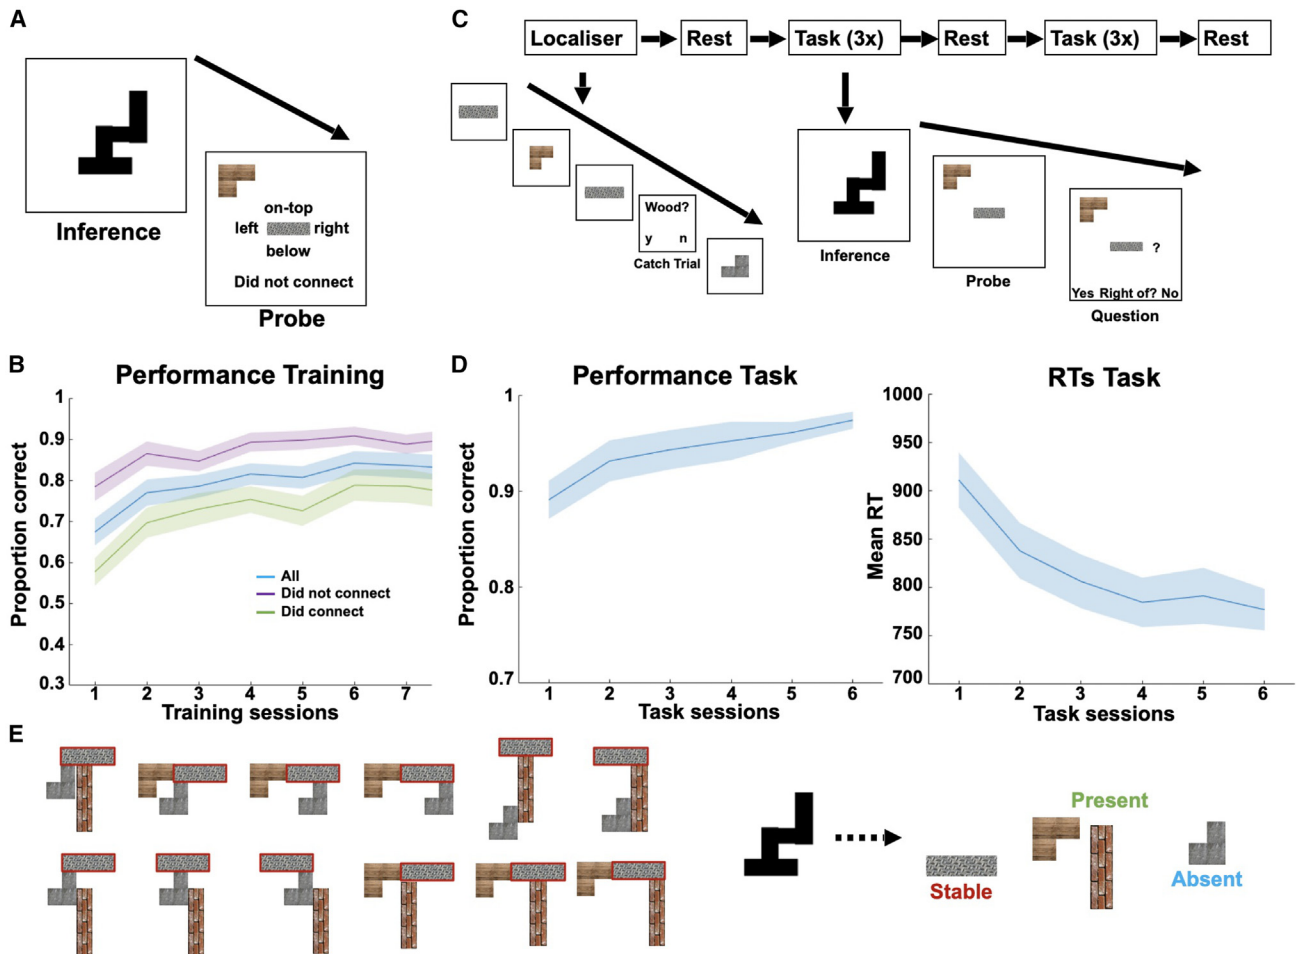 A
Inference
on-top
left right
below
Did not connect
Probe
C
Localiser Rest Task (3x) Rest Task (3x) Rest
Wood?
y n
Catch Trial
Inference
Probe
?
Yes Right of? No
Question
B
Performance Training
Proportion correct
1
0.9
0.8
0.7
0.6
0.5
0.4
0.3
All
Did not connect
Did connect
1 2 3 4 5 6 7
Training sessions
D
Performance Task
Proportion correct
1
0.9
0.8
0.7
1 2 3 4 5 6
Task sessions
RTs Task
Mean RT
1000
950
900
850
800
750
700
1 2 3 4 5 6
Task sessions
E
Stable
Present
Absent